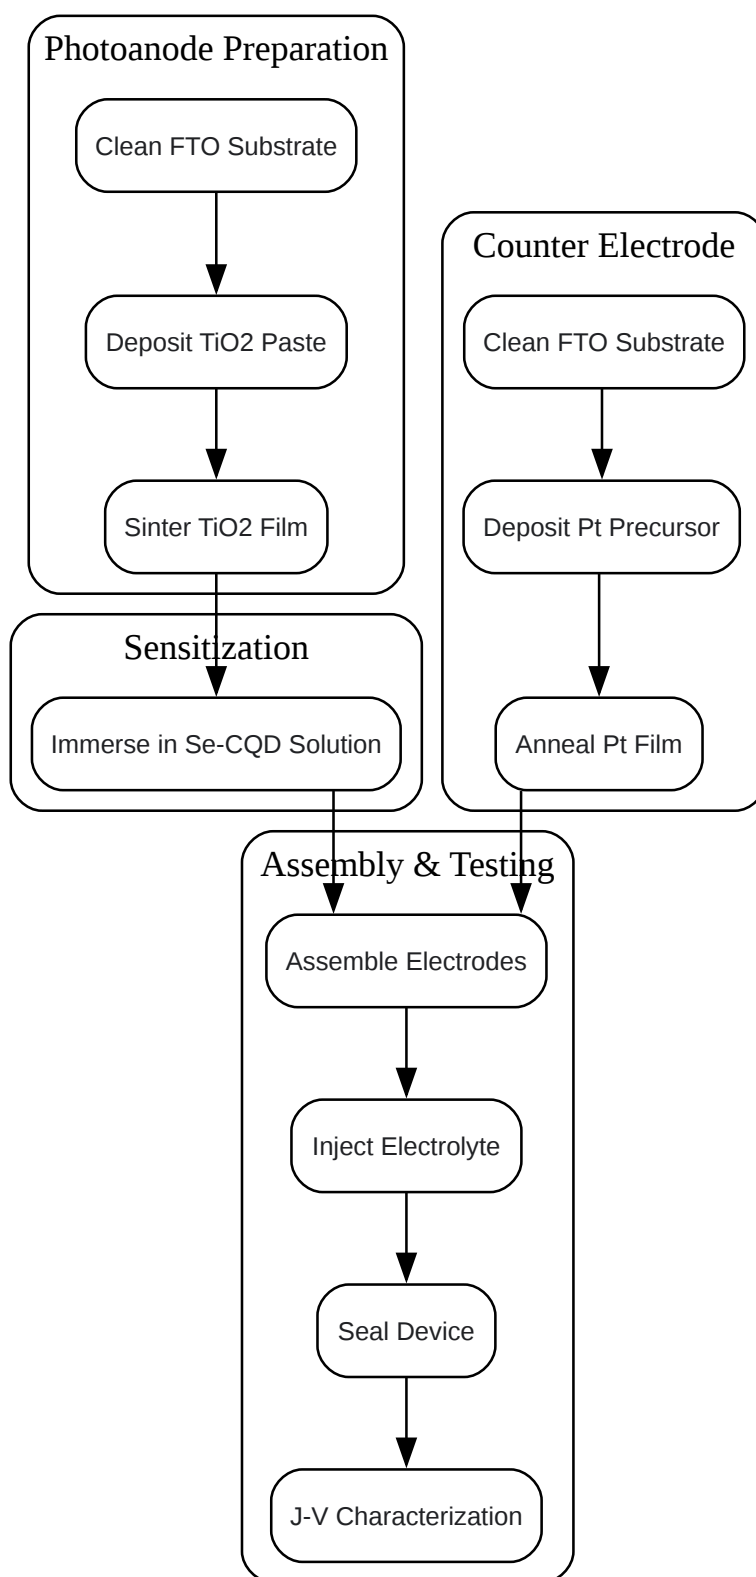 Photoanode Preparation
Clean FTO Substrate
Deposit TiO2 Paste
Sinter TiO2 Film
Counter Electrode
Clean FTO Substrate
Deposit Pt Precursor
Anneal Pt Film
Sensitization
Immerse in Se-CQD Solution
Assembly & Testing
Assemble Electrodes
Inject Electrolyte
Seal Device
J-V Characterization